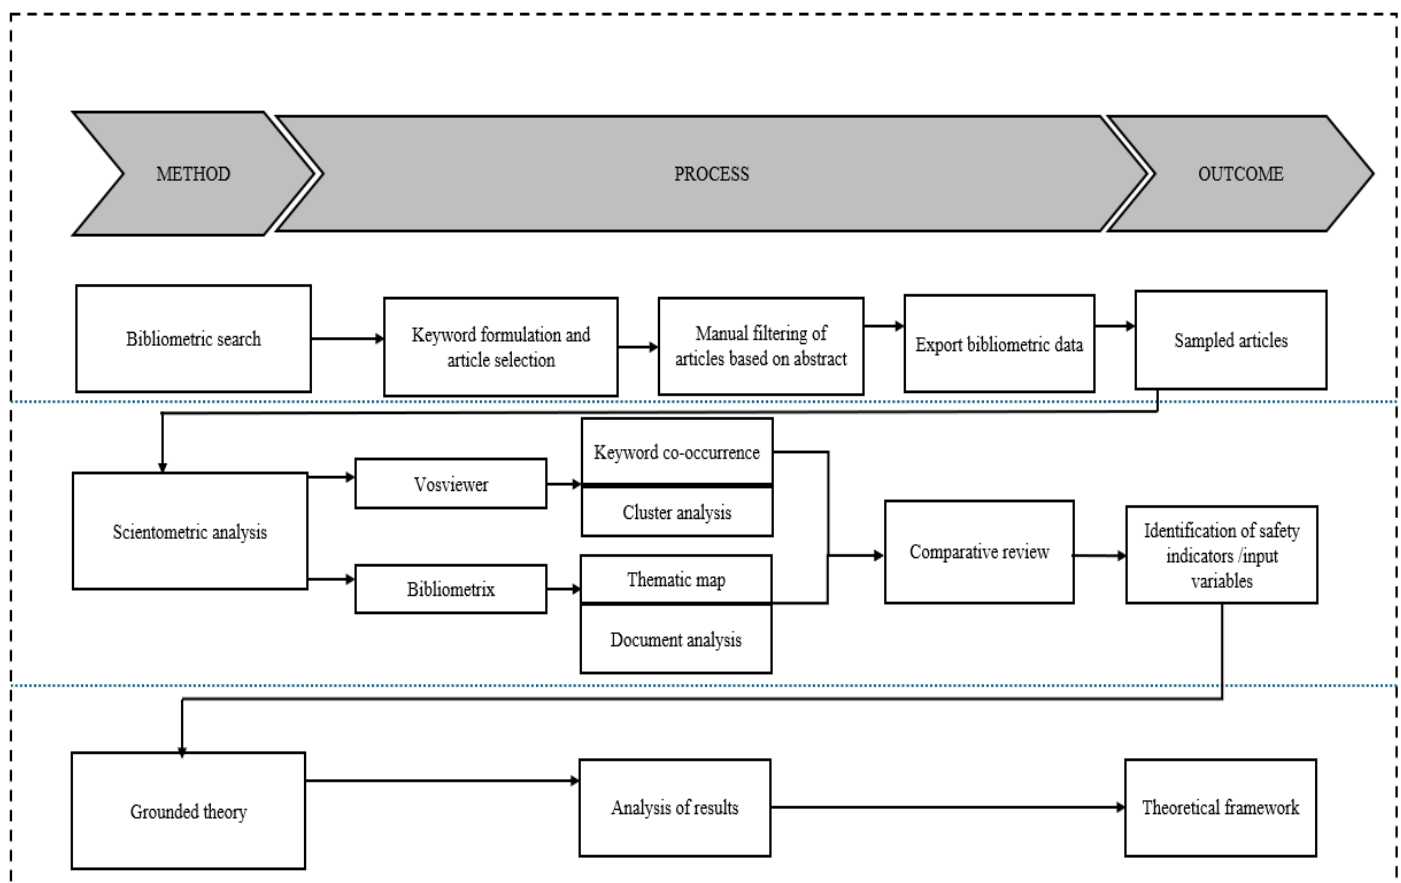 METHOD
PROCESS
OUTCOME
Bibliometric search
Keyword formulation and
article selection
Manual filtering of
articles based on abstract
Export bibliometric data
Sampled articles
Scientometric analysis
Vosviewer
Keyword co-occurrence
Cluster analysis
Bibliometrix
Thematic map
Document analysis
Comparative review
Identification of safety
indicators /input
variables
Grounded theory
Analysis of results
Theoretical framework